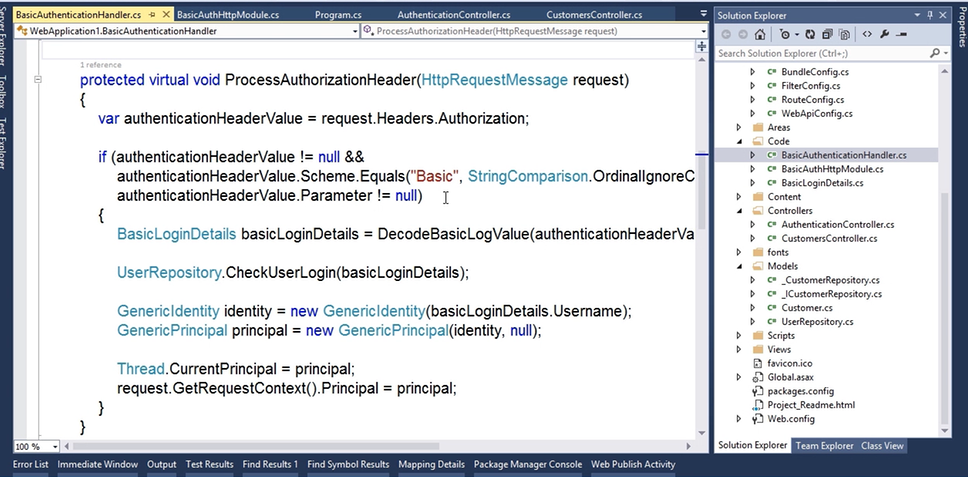 BasicAuthenticationHandler.cs
BasicAuthHttpModule.cs
Program.cs
AuthenticationController.cs
CustomersController.cs
WebApplication1.BasicAuthenticationHandler
ProcessAuthorizationHeader(HttpRequestMessage request)
1 reference
protected virtual void ProcessAuthorizationHeader(HttpRequestMessage request)
{
var authenticationHeaderValue = request.Headers.Authorization;
if (authenticationHeaderValue != null &&
authenticationHeaderValue.Scheme.Equals("Basic", StringComparison.OrdinalIgnoreC
authenticationHeaderValue.Parameter != null)
{
BasicLoginDetails basicLoginDetails = DecodeBasicLogValue(authenticationHeaderVa
UserRepository.CheckUserLogin(basicLoginDetails);
GenericIdentity identity = new GenericIdentity(basicLoginDetails.Username);
GenericPrincipal principal = new GenericPrincipal(identity, null);
Thread.CurrentPrincipal = principal;
request.GetRequestContext().Principal = principal;
}
}
100 %
Error List
Immediate Window
Output
Test Results
Find Results 1
Find Symbol Results
Mapping Details
Package Manager Console
Web Publish Activity
Server Explorer
Toolbox
Test Explorer
Solution Explorer
Search Solution Explorer (Ctrl+;)
BundleConfig.cs
FilterConfig.cs
RouteConfig.cs
WebApiConfig.cs
Areas
Code
BasicAuthenticationHandler.cs
BasicAuthHttpModule.cs
BasicLoginDetails.cs
Content
Controllers
AuthenticationController.cs
CustomersController.cs
fonts
Models
_CustomerRepository.cs
_ICustomerRepository.cs
Customer.cs
UserRepository.cs
Scripts
Views
favicon.ico
Global.asax
packages.config
Project_Readme.html
Web.config
Solution Explorer
Team Explorer
Class View
Properties